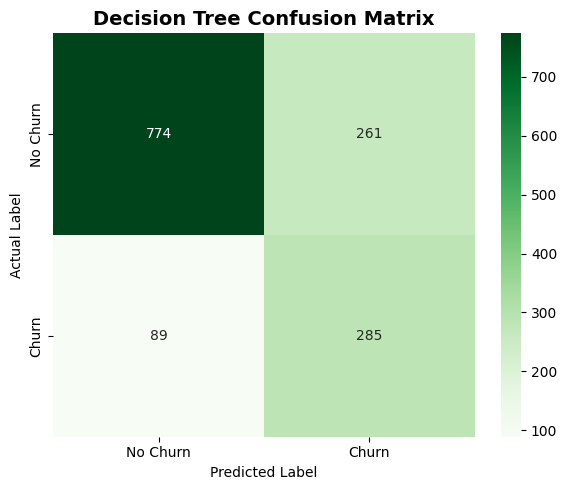 Decision Tree Confusion Matrix
No Churn
774
261
700
600
500
400
300
200
100
Actual Label
Churn
89
285
No Churn
Churn
Predicted Label